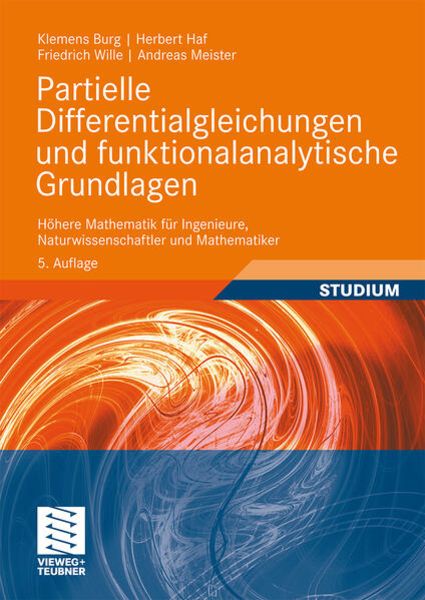 Klemens Burg | Herbert Haf
Friedrich Wille | Andreas Meister
Partielle
Differentialgleichungen
und funktionalanalytische
Grundlagen
Höhere Mathematik für Ingenieure,
Naturwissenschaftler und Mathematiker
5. Auflage
STUDIUM
VIEWEG+
TEUBNER